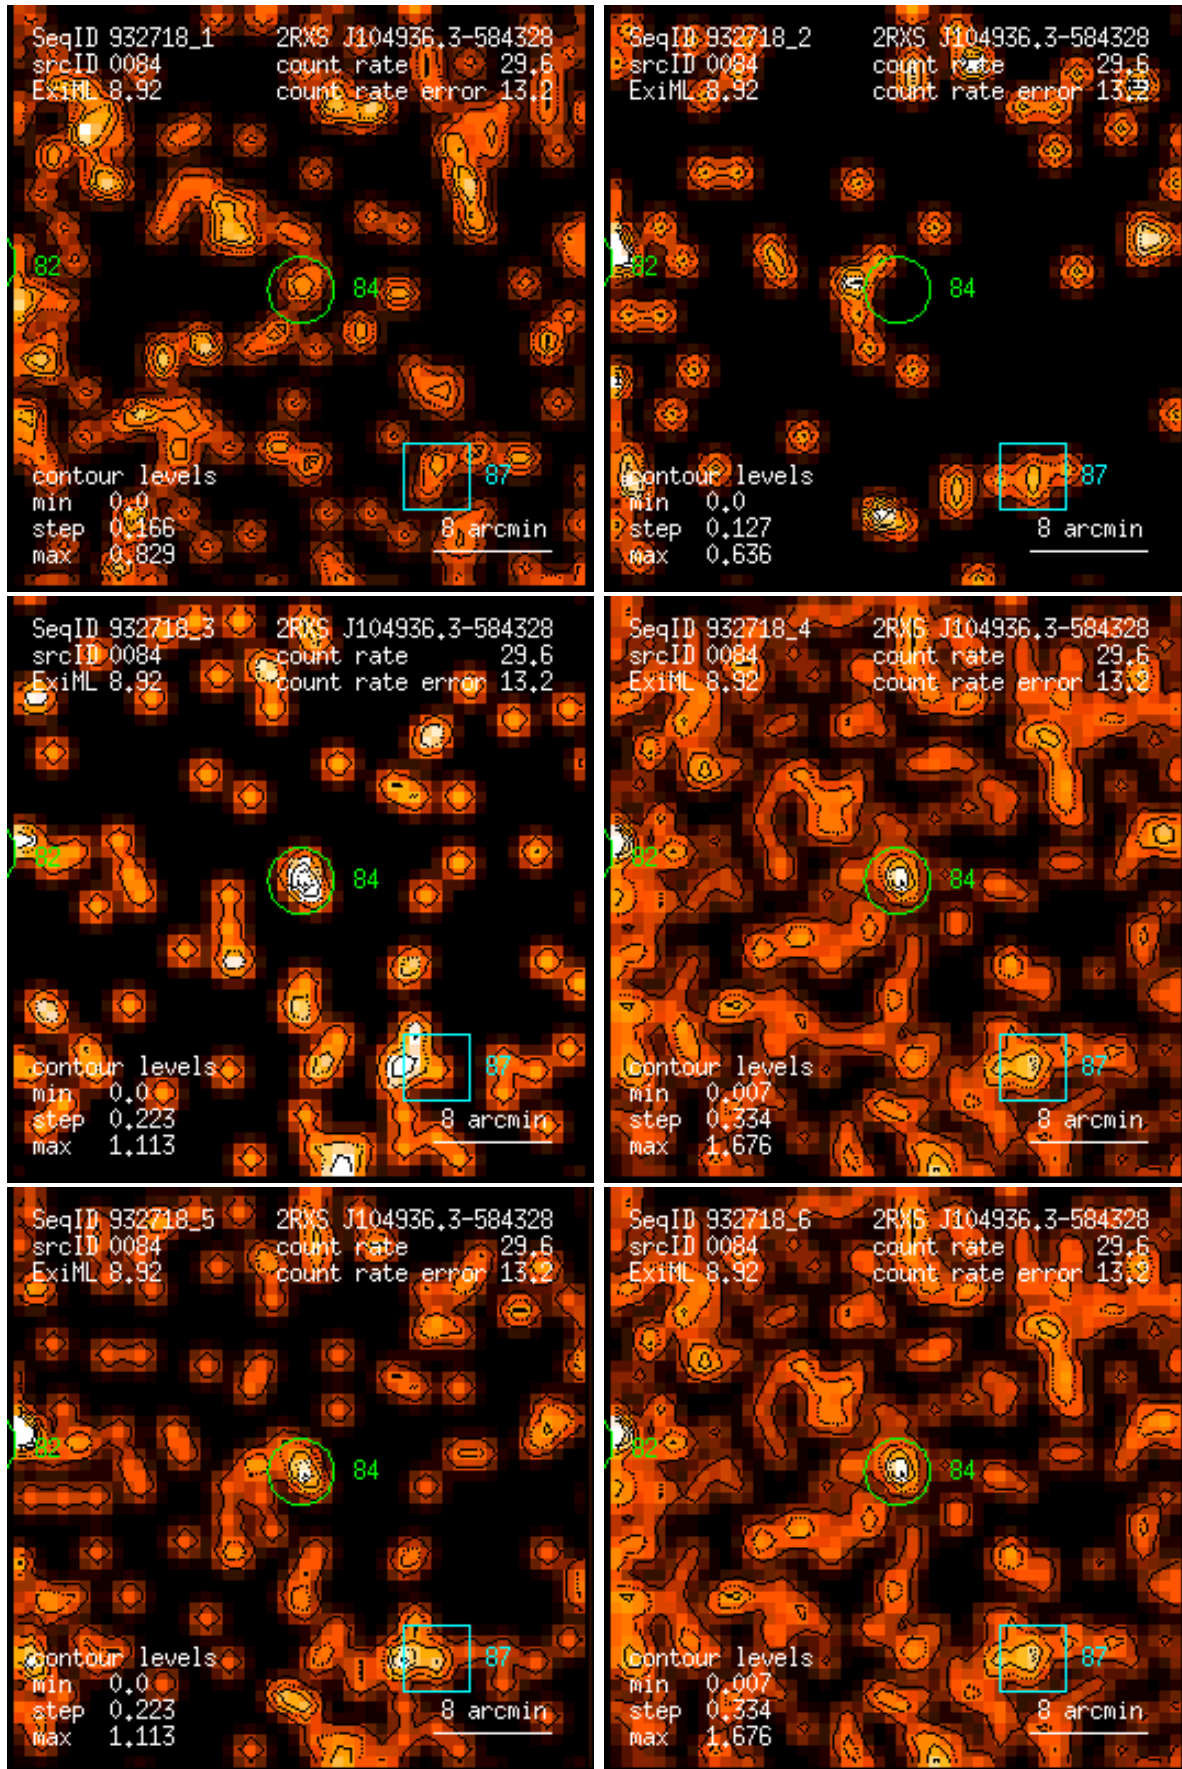 SeqID 932718_1 2RXS J104936.3-584328
srcID 0084 count rate 29.6
ExiML 8.92 count rate error 13.2
82
84
87
contour levels
min 0.0
step 0.166
max 0.829
8 arcmin
SeqID 932718_2 2RXS J104936.3-584328
srcID 0084 count rate 29.6
ExiML 8.92 count rate error 13.2
82
84
87
contour levels
min 0.0
step 0.127
max 0.636
8 arcmin
SeqID 932718_3 2RXS J104936.3-584328
srcID 0084 count rate 29.6
ExiML 8.92 count rate error 13.2
82
84
87
contour levels
min 0.0
step 0.223
max 1.113
8 arcmin
SeqID 932718_4 2RXS J104936.3-584328
srcID 0084 count rate 29.6
ExiML 8.92 count rate error 13.2
82
84
87
contour levels
min 0.007
step 0.334
max 1.676
8 arcmin
SeqID 932718_5 2RXS J104936.3-584328
srcID 0084 count rate 29.6
ExiML 8.92 count rate error 13.2
82
84
87
contour levels
min 0.0
step 0.223
max 1.113
8 arcmin
SeqID 932718_6 2RXS J104936.3-584328
srcID 0084 count rate 29.6
ExiML 8.92 count rate error 13.2
82
84
87
contour levels
min 0.007
step 0.334
max 1.676
8 arcmin